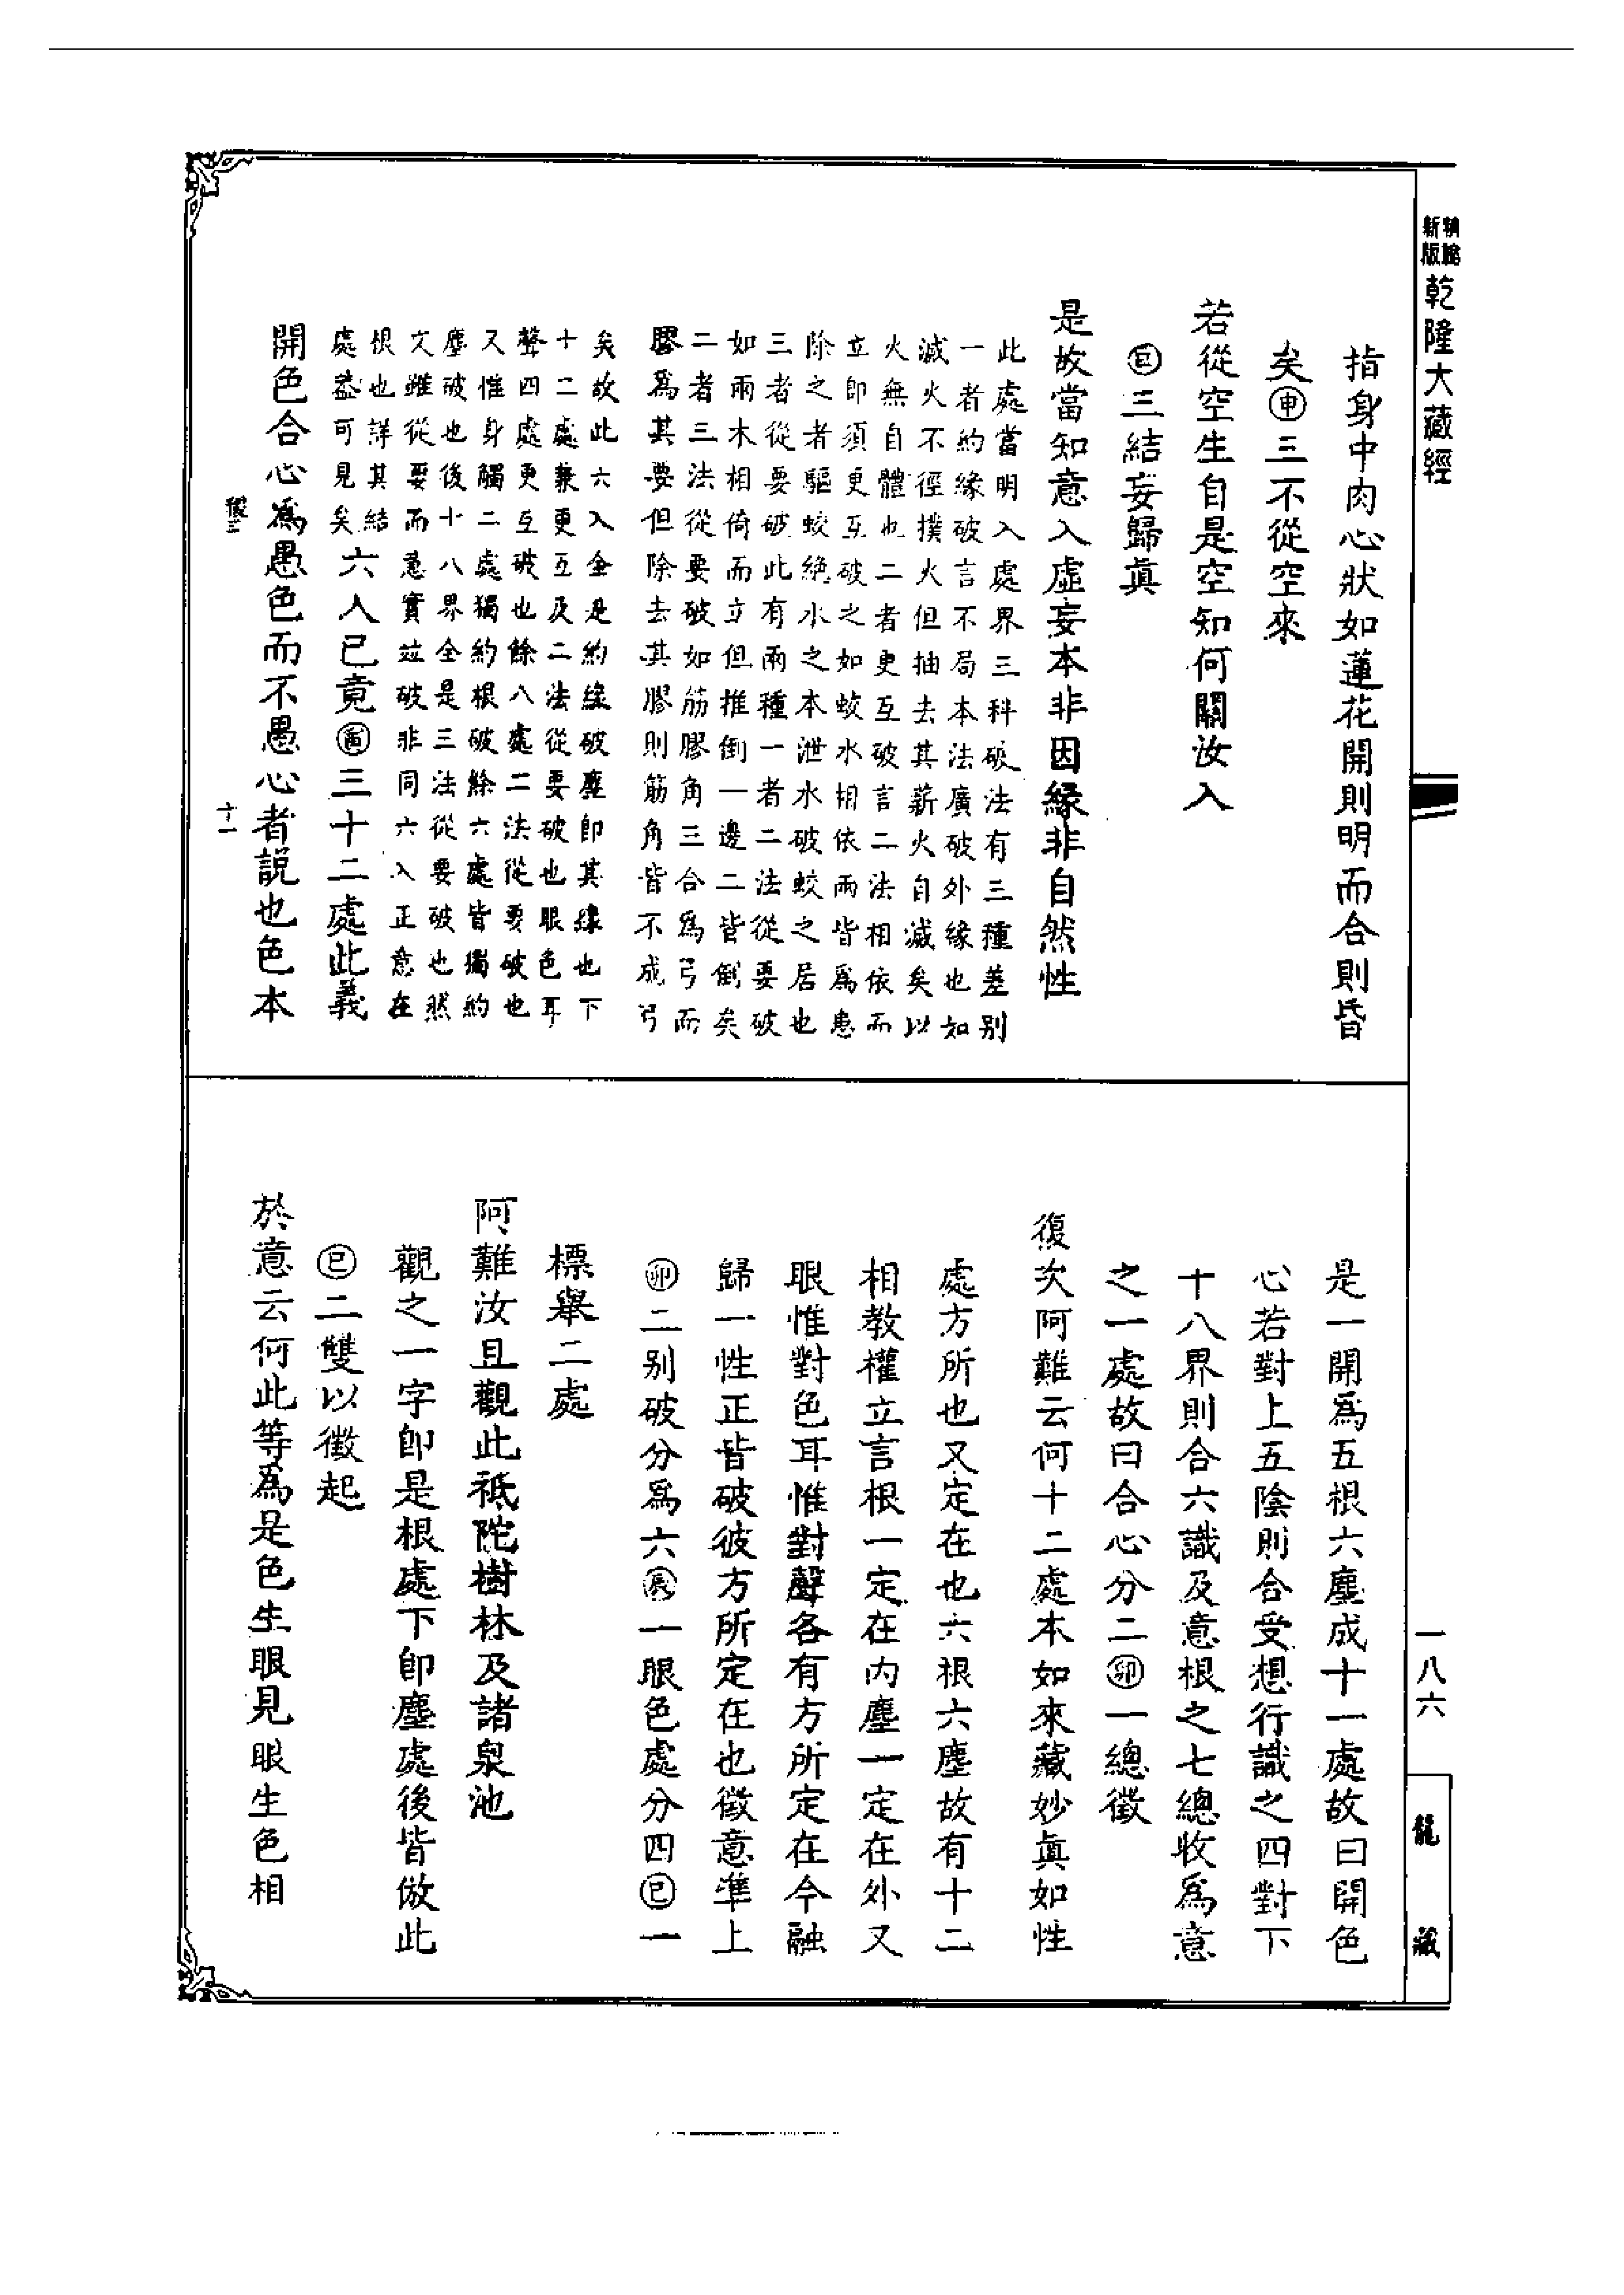 新版
乾隆大藏經
一八六
龍藏
指身中肉心狀如蓮花開則明而合則昏
矣㊥三不從空來
若從空生自是空知何關汝入
㊁三結妄歸眞
是故當知意入虛妄本非因緣非自然性
此處當明入處界三科破法有三種差別
一者約緣破言不局本法廣破外緣也如
滅火不徑撲火但抽去其薪火自滅矣以
火無自體也二者更互破言二法相依而
立即須更互破之如蛟水相依兩皆爲患
除之者驅蛟絶水之本泄水破蛟之居也
三者從要破此有兩種一者二法從要破
如兩木相倚而立但推倒一邊二皆倒矣
二者三法從要破如筋膠角三合爲弓而
膠爲其要但除去其膠則筋角皆不成弓
矣故此六入全是約緣破塵即其緣也下
十二處兼更互及二法從要破也眼色耳
聲四處更互破也餘八處二法從要破也
又惟身觸二處獨約根破餘六處皆獨約
塵破也後十八界全是三法從要破也然
文雖從要而意實竝破非同六入正意在
根也詳其結
處葢可見矣六入已竟寅三十二處此義
開色合心爲愚色而不愚心者説也色本
十一
是一開爲五根六塵成十一處故曰開色
心若對上五陰則合受想行識之四對下
十八界則合六識及意根之七總收爲意
之一處故曰合心分二卯一總徵
復次阿難云何十二處本如來藏妙眞如性
處方所也又定在也六根六塵故有十二
相教權立言根一定在内塵一定在外又
眼惟對色耳惟對聲各有方所定在今融
歸一性正皆破彼方所定在也徵意準上
卯二别破分爲六辰一眼色處分四巳一
標舉二處
阿難汝且觀此祇陀樹林及諸泉池
觀之一字即是根處下即塵處後皆倣此
巳二雙以徵起
於意云何此等爲是色生眼見眼生色相